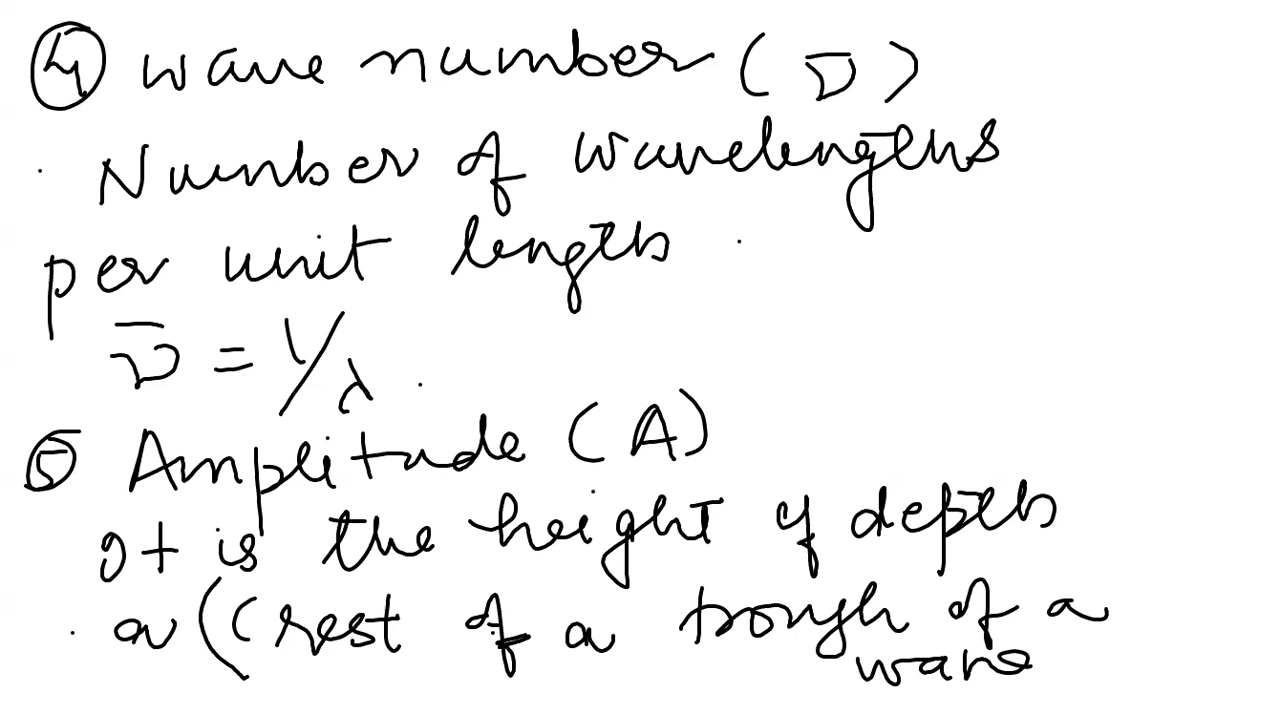 ④ wave number (ν̅)
Number of wavelengths
per unit length
ν̅ = 1/λ
⑤ Amplitude (A)
It is the height of depth
a (Crest of a trough of a
wave